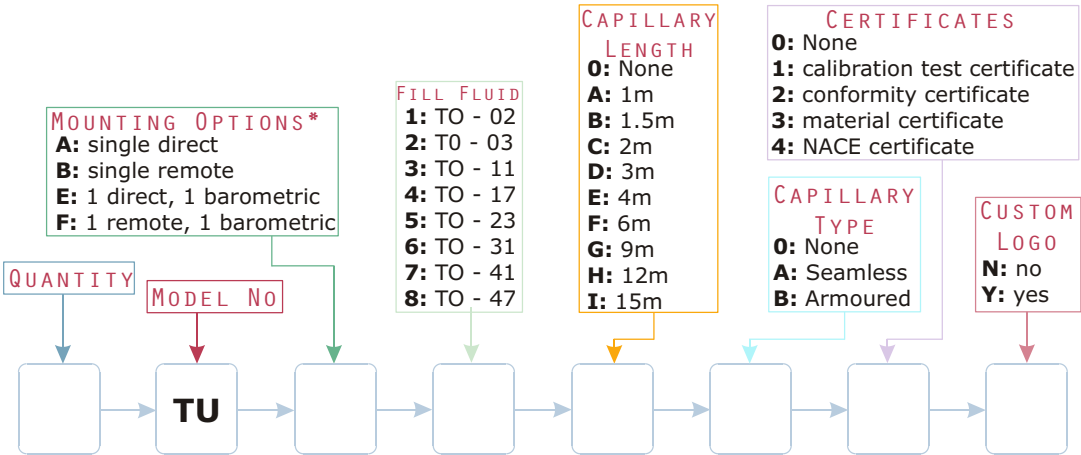 QUANTITY
MODEL NO
TU
MOUNTING OPTIONS*
A: single direct
B: single remote
E: 1 direct, 1 barometric
F: 1 remote, 1 barometric
FILL FLUID
1: TO - 02
2: T0 - 03
3: TO - 11
4: TO - 17
5: TO - 23
6: TO - 31
7: TO - 41
8: TO - 47
CAPILLARY
LENGTH
0: None
A: 1m
B: 1.5m
C: 2m
D: 3m
E: 4m
F: 6m
G: 9m
H: 12m
I: 15m
CAPILLARY
TYPE
0: None
A: Seamless
B: Armoured
CERTIFICATES
0: None
1: calibration test certificate
2: conformity certificate
3: material certificate
4: NACE certificate
CUSTOM
LOGO
N: no
Y: yes